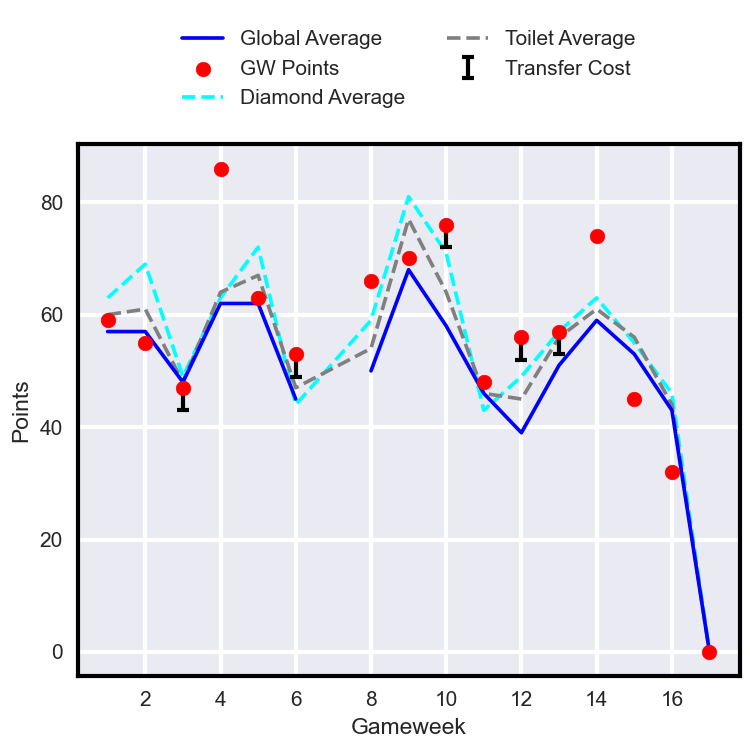 Global Average
GW Points
Diamond Average
Toilet Average
Transfer Cost
Points
80
60
40
20
0
2 4 6 8 10 12 14 16
Gameweek